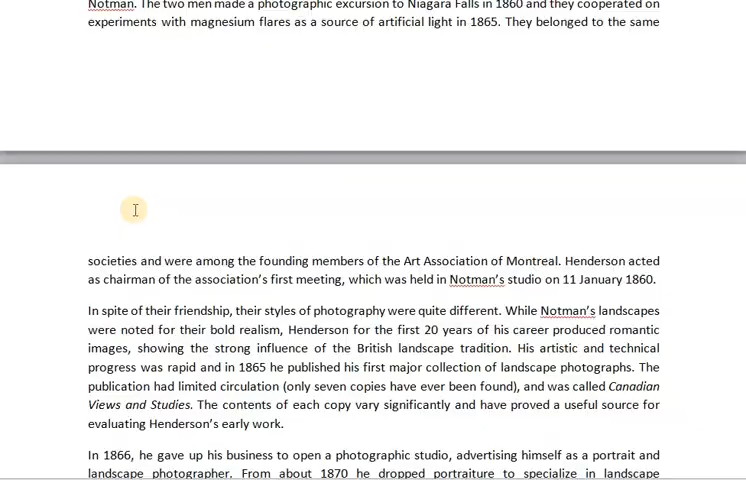 Notman. The two men made a photographic excursion to Niagara Falls in 1860 and they cooperated on
experiments with magnesium flares as a source of artificial light in 1865. They belonged to the same
societies and were among the founding members of the Art Association of Montreal. Henderson acted
as chairman of the association’s first meeting, which was held in Notman’s studio on 11 January 1860.
In spite of their friendship, their styles of photography were quite different. While Notman’s landscapes
were noted for their bold realism, Henderson for the first 20 years of his career produced romantic
images, showing the strong influence of the British landscape tradition. His artistic and technical
progress was rapid and in 1865 he published his first major collection of landscape photographs. The
publication had limited circulation (only seven copies have ever been found), and was called Canadian
Views and Studies. The contents of each copy vary significantly and have proved a useful source for
evaluating Henderson’s early work.
In 1866, he gave up his business to open a photographic studio, advertising himself as a portrait and
landscape photographer. From about 1870 he dropped portraiture to specialize in landscape